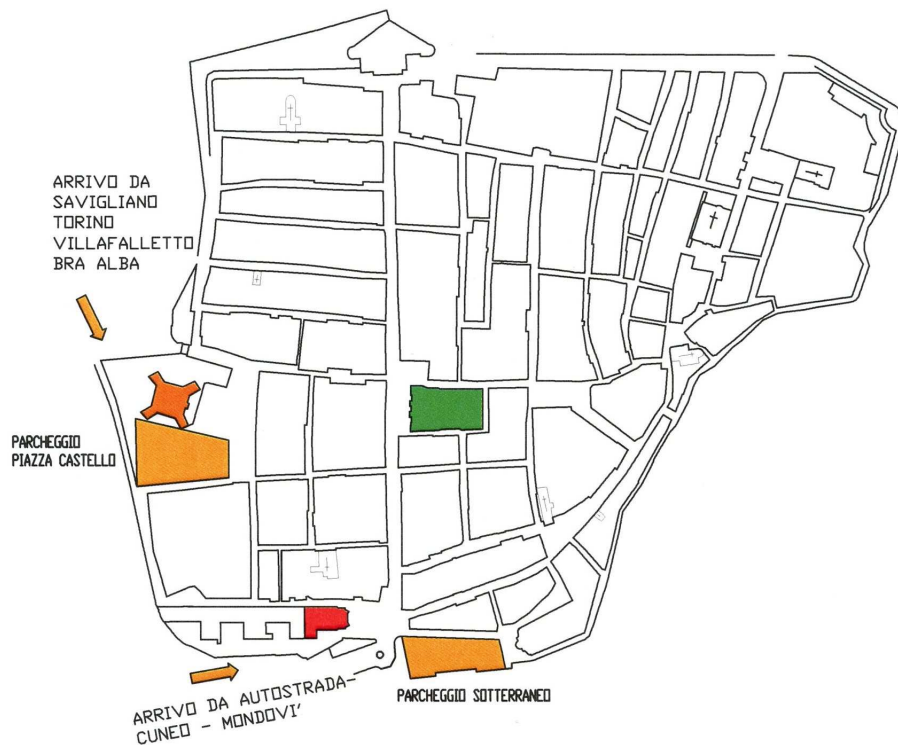 ARRIVO DA
SAVIGLIANO
TORINO
VILLAFALLETTO
BRA ALBA
PARCHEGGIO
PIAZZA CASTELLO
ARRIVO DA AUTOSTRADA-
CUNEO - MONDOVI'
PARCHEGGIO SOTTERRANEO